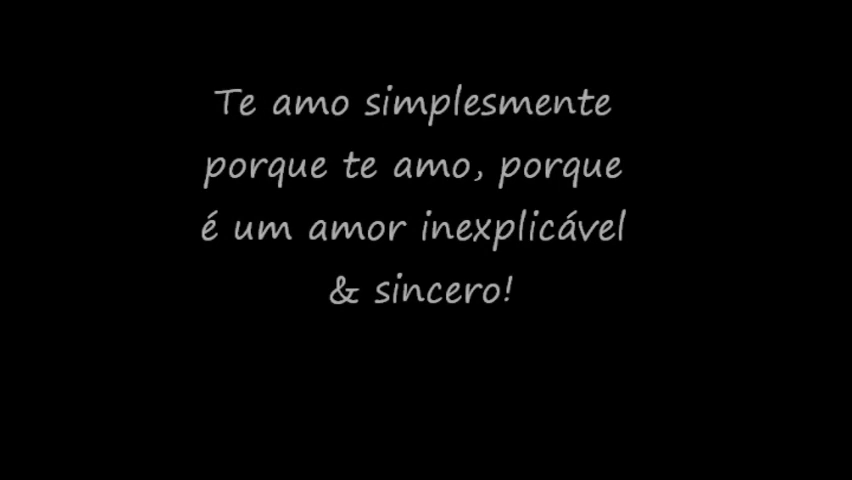 Te amo simplesmente
porque te amo, porque
é um amor inexplicável
& sincero!